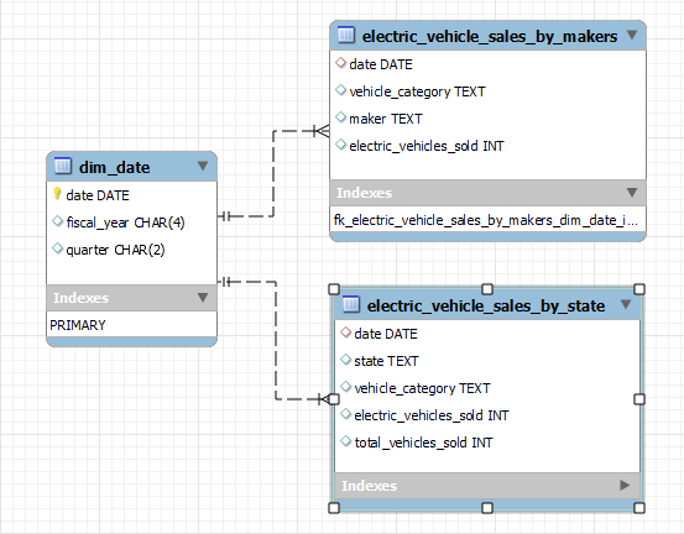 electric_vehicle_sales_by_makers
date DATE
vehicle_category TEXT
maker TEXT
electric_vehicles_sold INT
Indexes
fk_electric_vehicle_sales_by_makers_dim_date_i...
dim_date
date DATE
fiscal_year CHAR(4)
quarter CHAR(2)
Indexes
PRIMARY
electric_vehicle_sales_by_state
date DATE
state TEXT
vehicle_category TEXT
electric_vehicles_sold INT
total_vehicles_sold INT
Indexes